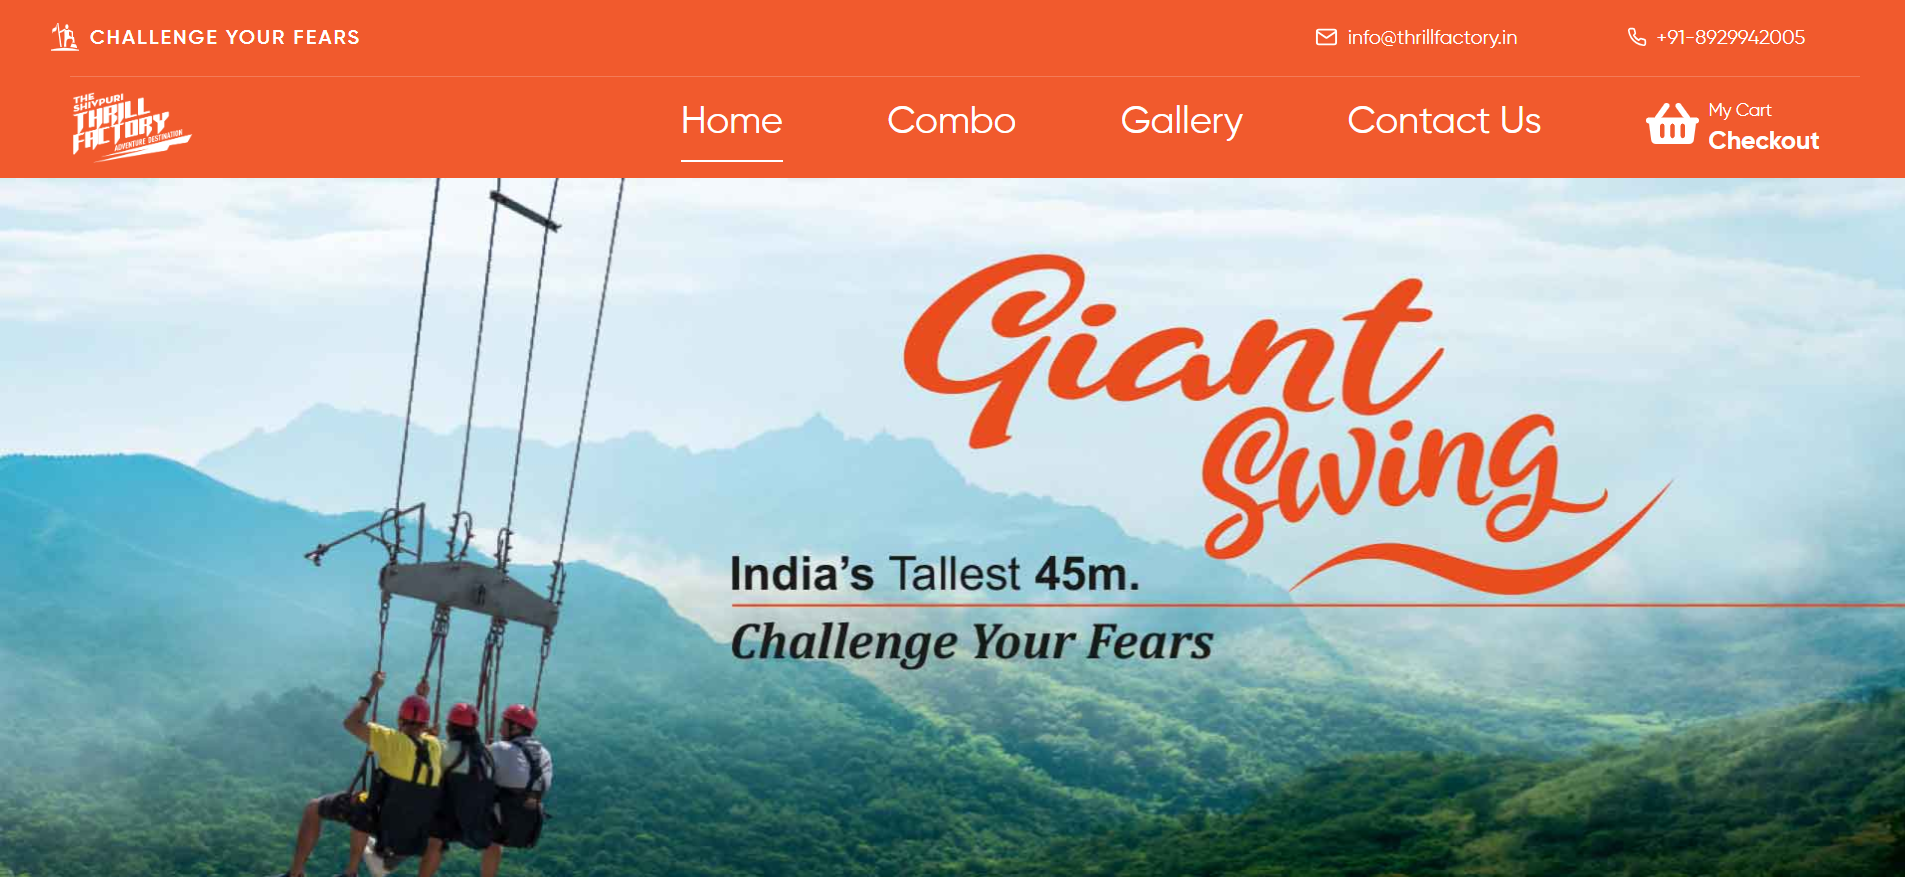 CHALLENGE YOUR FEARS
info@thrillfactory.in
+91-8929942005
THE
SHIVPURI
THRILL
FACTORY
ADVENTURE DESTINATION
Home
Combo
Gallery
Contact Us
My Cart
Checkout
Giant
Swing
India's Tallest 45m.
Challenge Your Fears